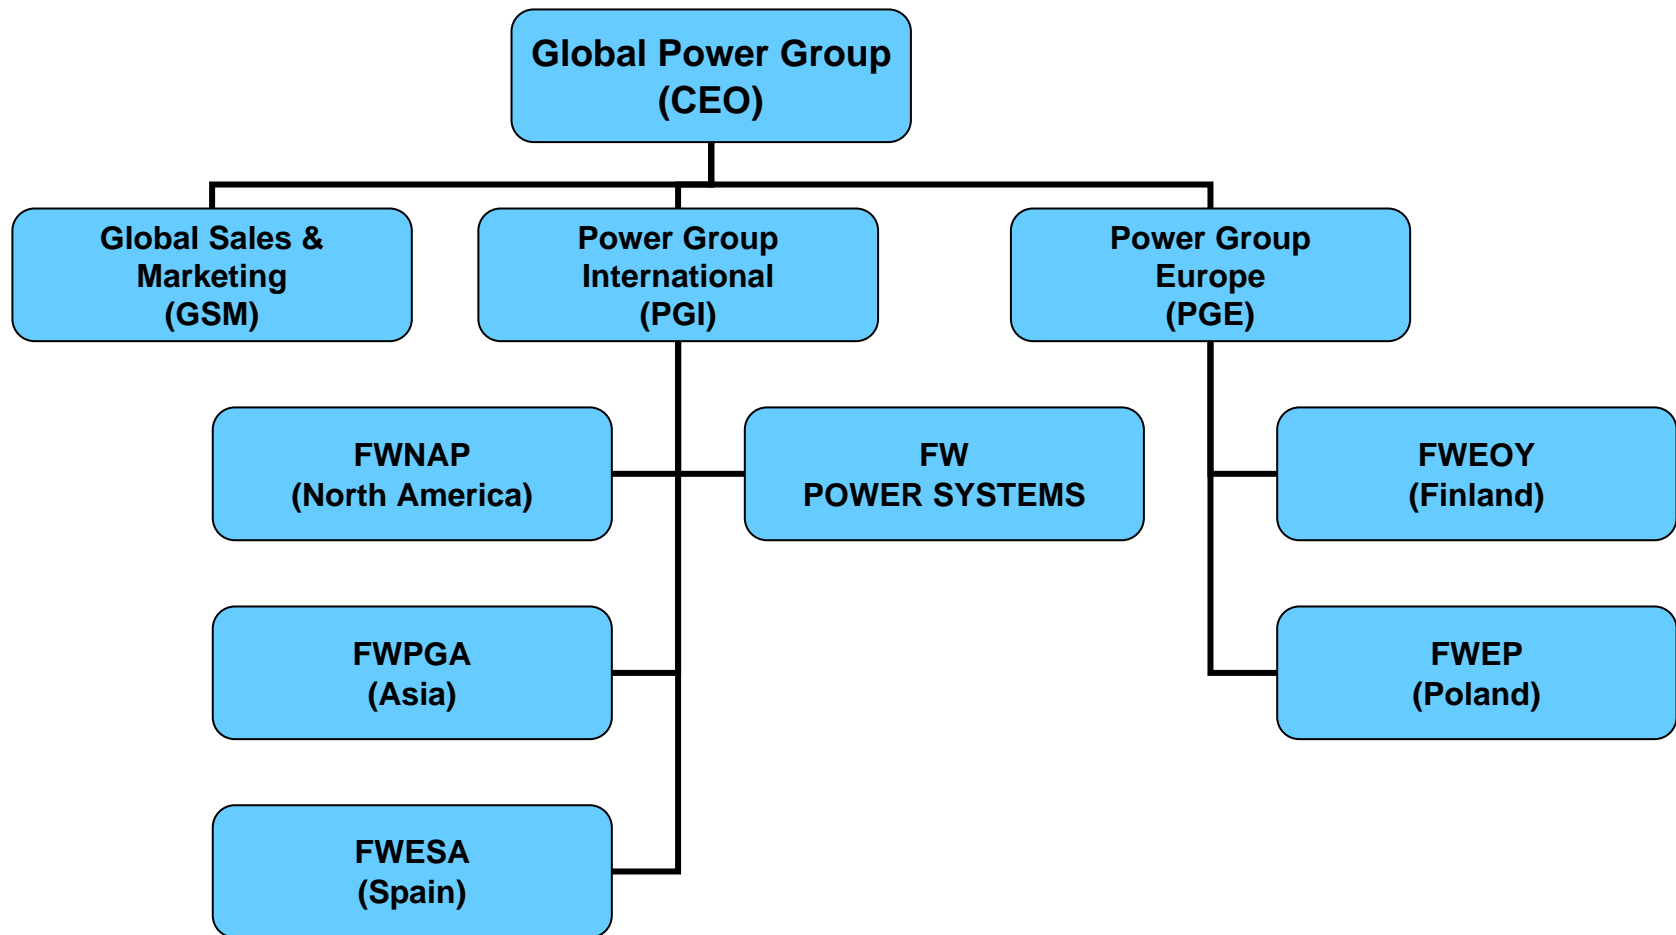 Global Power Group
(CEO)
Global Sales &
Marketing
(GSM)
Power Group
International
(PGI)
Power Group
Europe
(PGE)
FWNAP
(North America)
FW
POWER SYSTEMS
FWEOY
(Finland)
FWPGA
(Asia)
FWEP
(Poland)
FWESA
(Spain)